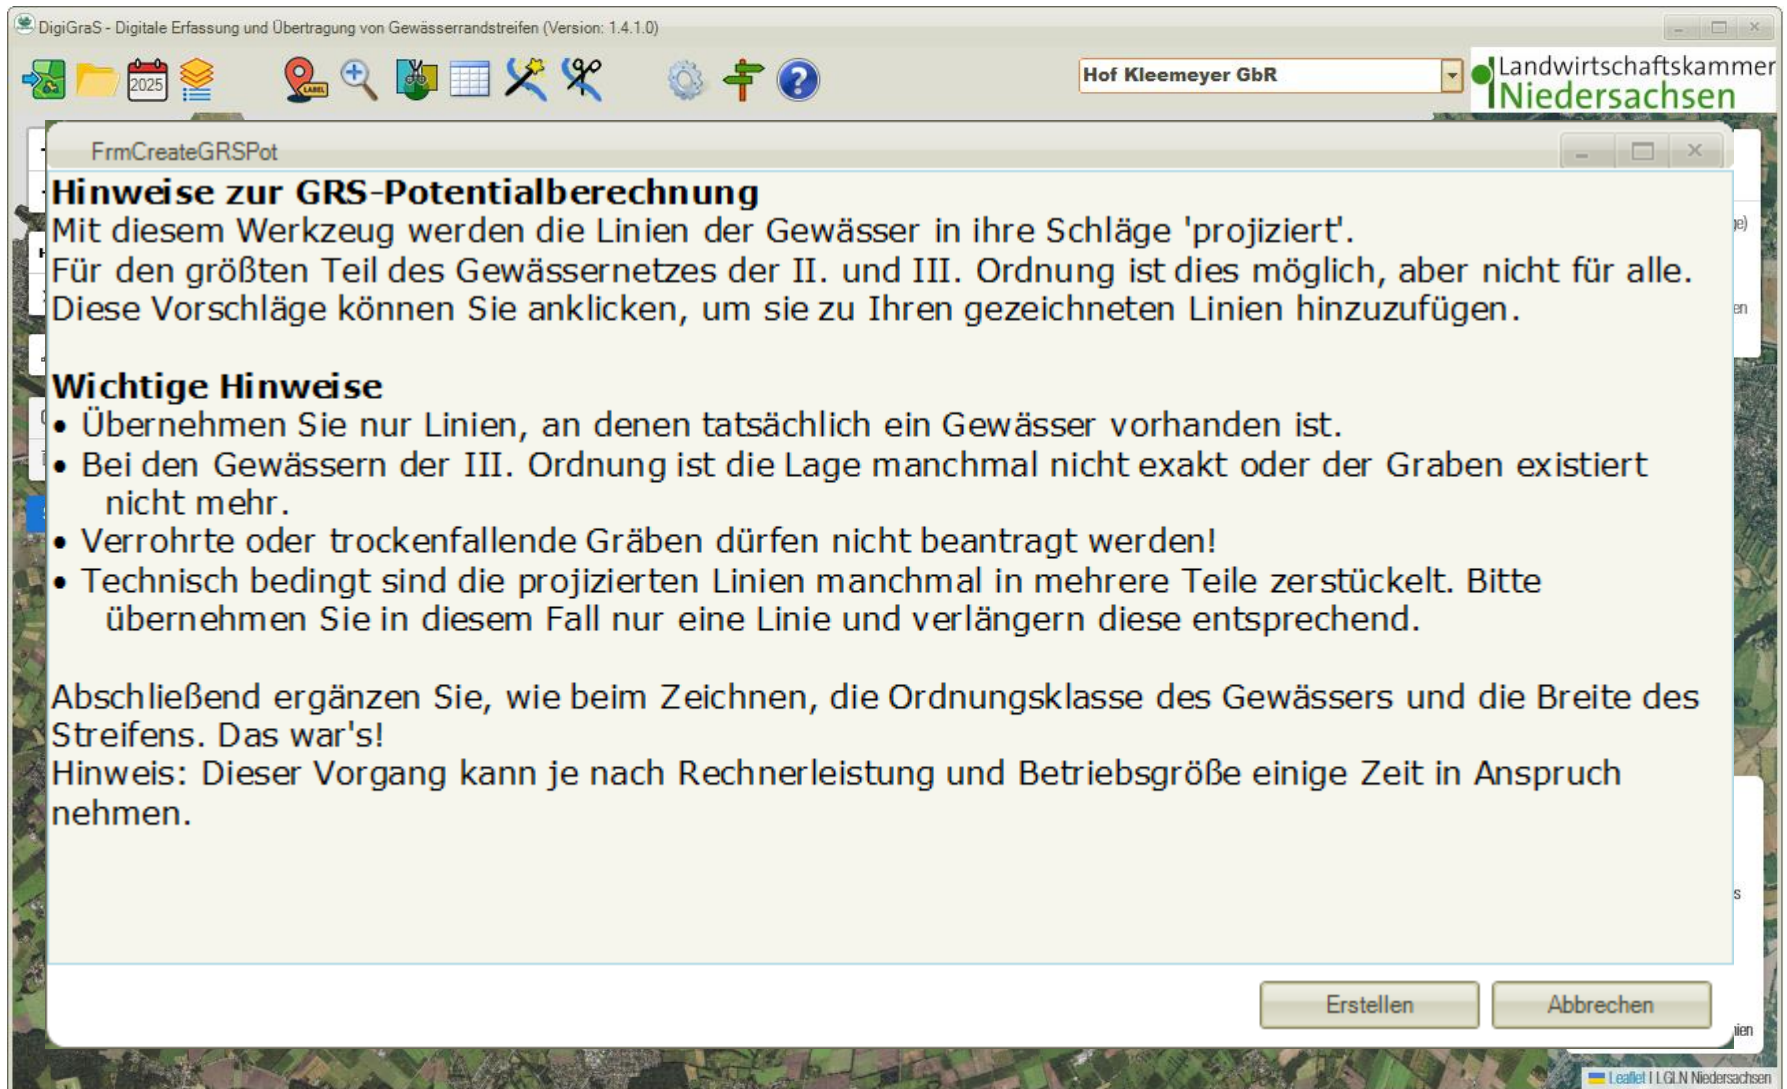 DigiGraS - Digitale Erfassung und Übertragung von Gewässerrandstreifen (Version: 1.4.1.0)
2025
LABEL
Hof Kleemeyer GbR
Landwirtschaftskammer
Niedersachsen
FrmCreateGRSPot
Hinweise zur GRS-Potentialberechnung
Mit diesem Werkzeug werden die Linien der Gewässer in ihre Schläge 'projiziert'.
Für den größten Teil des Gewässernetzes der II. und III. Ordnung ist dies möglich, aber nicht für alle.
Diese Vorschläge können Sie anklicken, um sie zu Ihren gezeichneten Linien hinzuzufügen.
Wichtige Hinweise
• Übernehmen Sie nur Linien, an denen tatsächlich ein Gewässer vorhanden ist.
• Bei den Gewässern der III. Ordnung ist die Lage manchmal nicht exakt oder der Graben existiert
nicht mehr.
• Verrohrte oder trockenfallende Gräben dürfen nicht beantragt werden!
• Technisch bedingt sind die projizierten Linien manchmal in mehrere Teile zerstückelt. Bitte
übernehmen Sie in diesem Fall nur eine Linie und verlängern diese entsprechend.
Abschließend ergänzen Sie, wie beim Zeichnen, die Ordnungsklasse des Gewässers und die Breite des
Streifens. Das war's!
Hinweis: Dieser Vorgang kann je nach Rechnerleistung und Betriebsgröße einige Zeit in Anspruch
nehmen.
Erstellen
Abbrechen
Leaflet | LGLN Niedersachsen